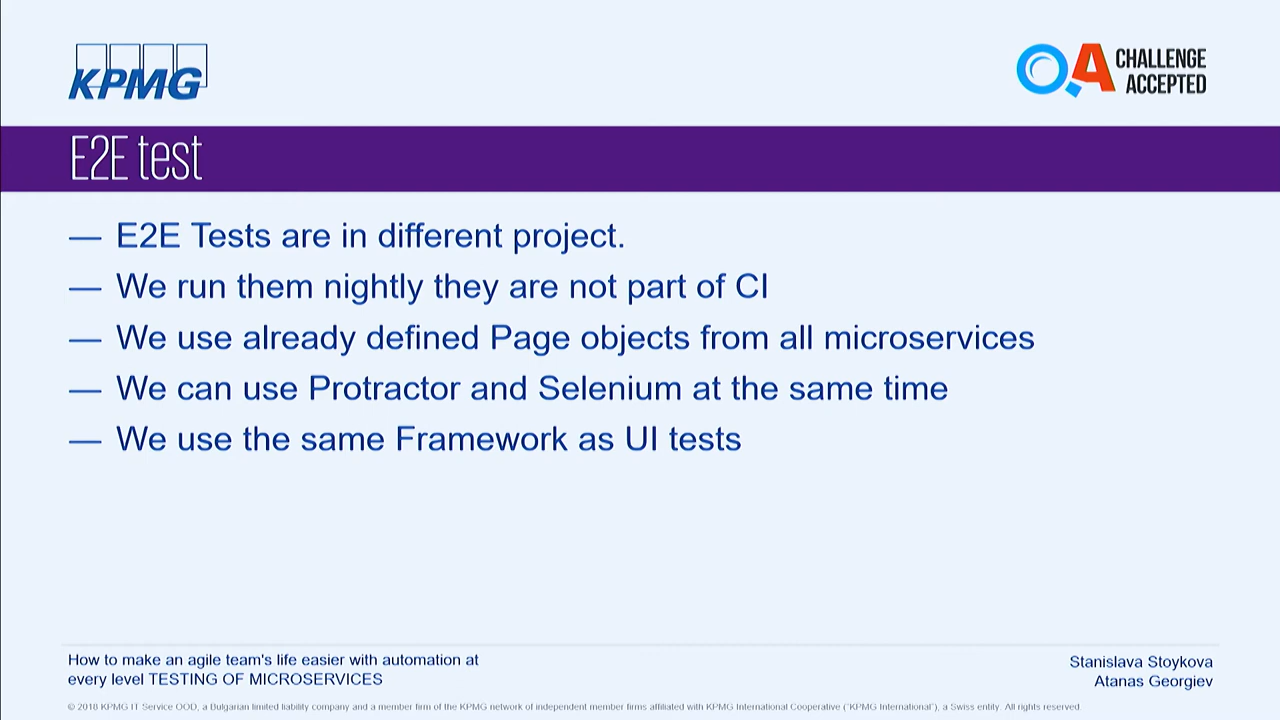 KPMG
QA CHALLENGE
ACCEPTED
E2E test
— E2E Tests are in different project.
— We run them nightly they are not part of CI
— We use already defined Page objects from all microservices
— We can use Protractor and Selenium at the same time
— We use the same Framework as UI tests
How to make an agile team's life easier with automation at
every level TESTING OF MICROSERVICES
Stanislava Stoykova
Atanas Georgiev
© 2018 KPMG IT Service OOD, a Bulgarian limited liability company and a member firm of the KPMG network of independent member firms affiliated with KPMG International Cooperative ("KPMG International"), a Swiss entity. All rights reserved.